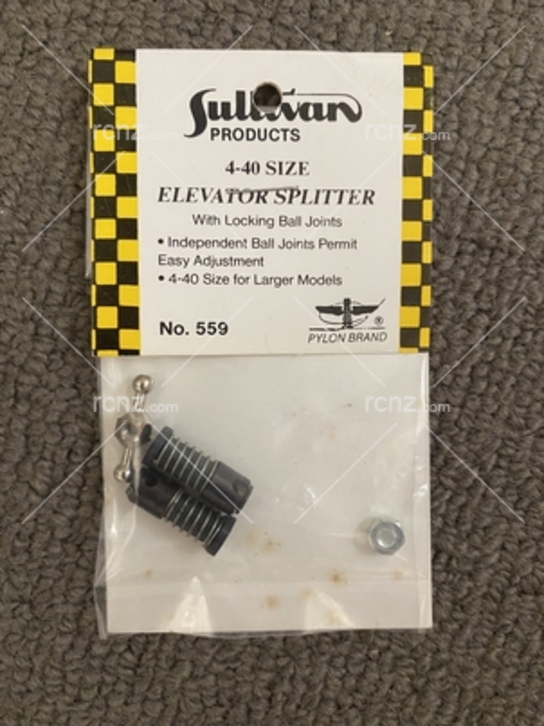 Sullivan
PRODUCTS
4-40 SIZE
ELEVATOR SPLITTER
With Locking Ball Joints
• Independent Ball Joints Permit
Easy Adjustment
• 4-40 Size for Larger Models
No. 559
®
PYLON BRAND
rcnz.com
rcnz.com
rcnz.com
rcnz.com